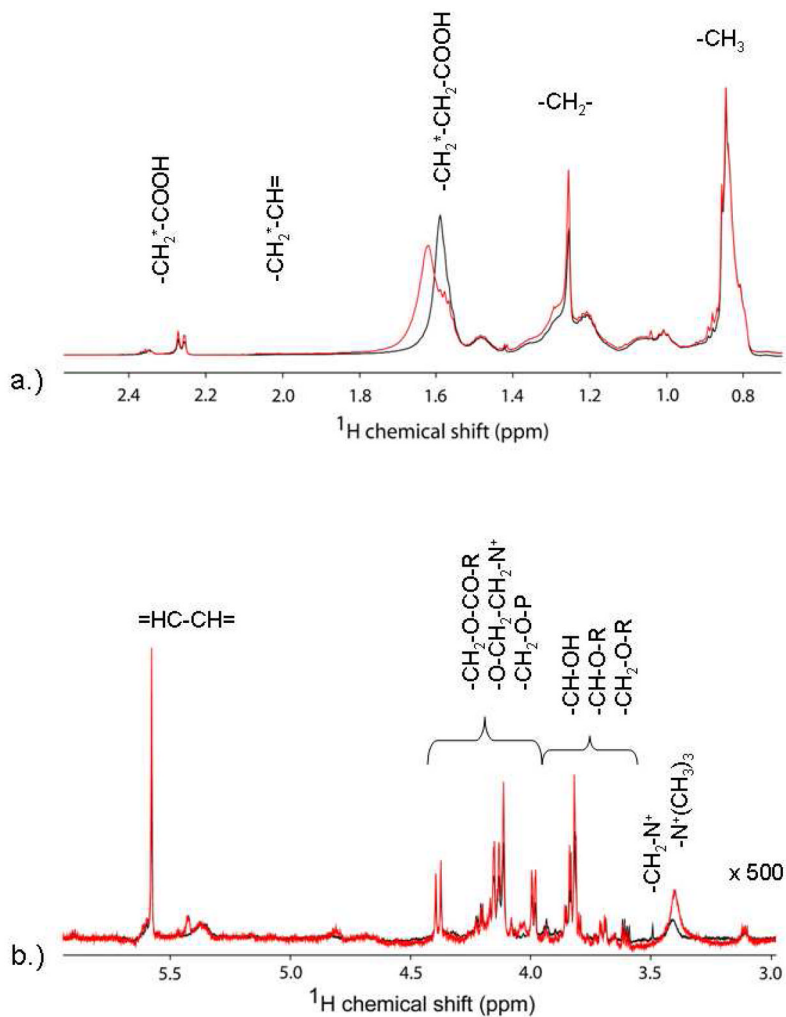 -CH₂*-COOH
-CH₂*-CH=
-CH₂*-CH₂-COOH
-CH₂-
-CH₃
a.)
2.4 2.2 2.0 1.8 1.6 1.4 1.2 1.0 0.8
¹H chemical shift (ppm)
=HC-CH=
-CH₂-O-CO-R
-O-CH₂-CH₂-N⁺
-CH₂-O-P
-CH-OH
-CH-O-R
-CH₂-O-R
-CH₂-N⁺
-N⁺(CH₃)₃
x 500
b.)
5.5 5.0 4.5 4.0 3.5 3.0
¹H chemical shift (ppm)